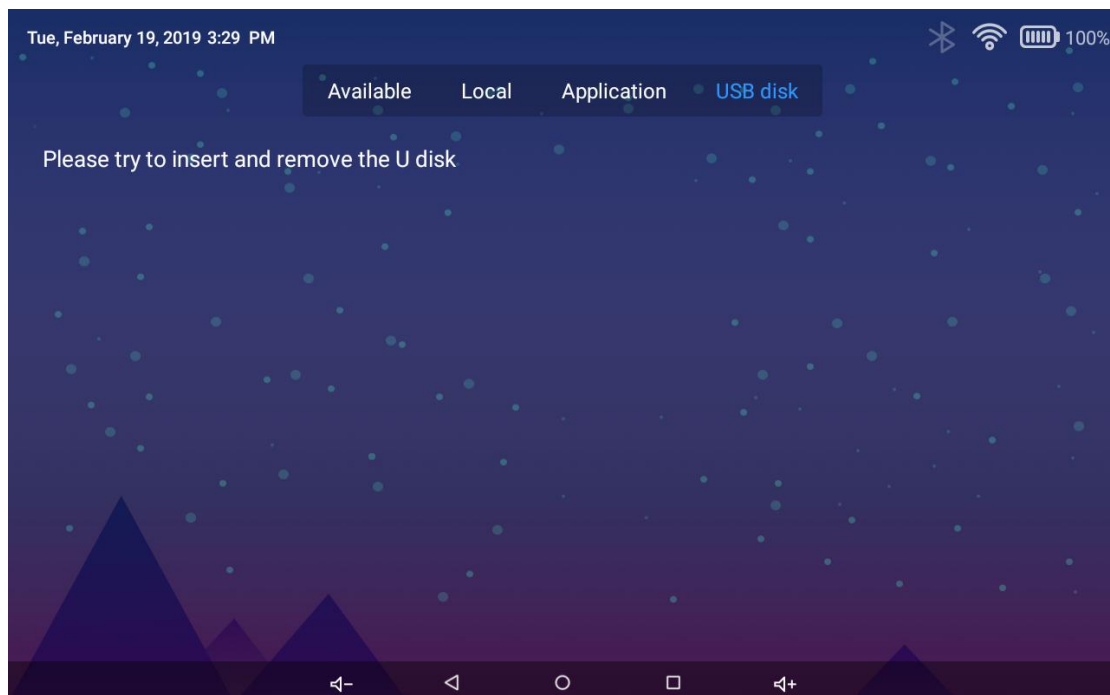 Tue, February 19, 2019 3:29 PM
100%
Available Local Application USB disk
Please try to insert and remove the U disk